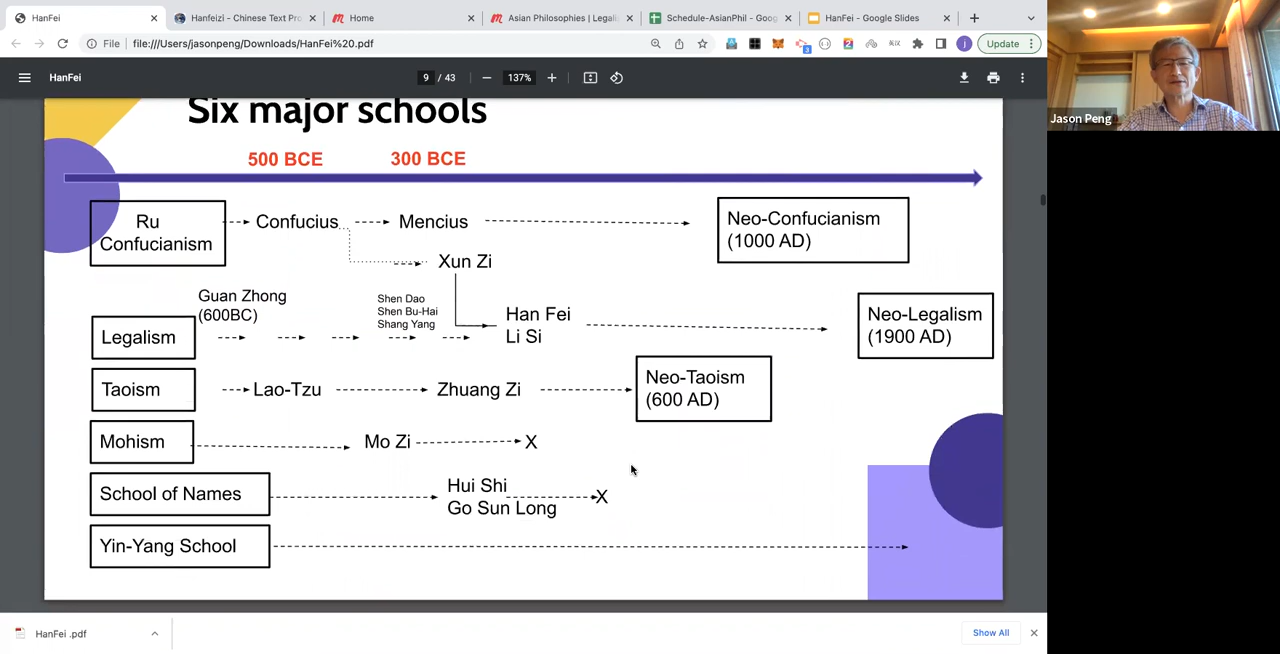 HanFei
Hanfeizi - Chinese Text Pro
Home
Asian Philosophies | Legali
Schedule-AsianPhil - Goog
HanFei - Google Slides
File
file:///Users/jasonpeng/Downloads/HanFei%20.pdf
Update
HanFei
9 / 43
137%
Jason Peng
Six major schools
500 BCE
300 BCE
Ru
Confucianism
Confucius
Mencius
Neo-Confucianism
(1000 AD)
Xun Zi
Guan Zhong
(600BC)
Shen Dao
Shen Bu-Hai
Shang Yang
Legalism
Han Fei
Li Si
Neo-Legalism
(1900 AD)
Taoism
Lao-Tzu
Zhuang Zi
Neo-Taoism
(600 AD)
Mohism
Mo Zi
X
School of Names
Hui Shi
Go Sun Long
X
Yin-Yang School
HanFei .pdf
Show All